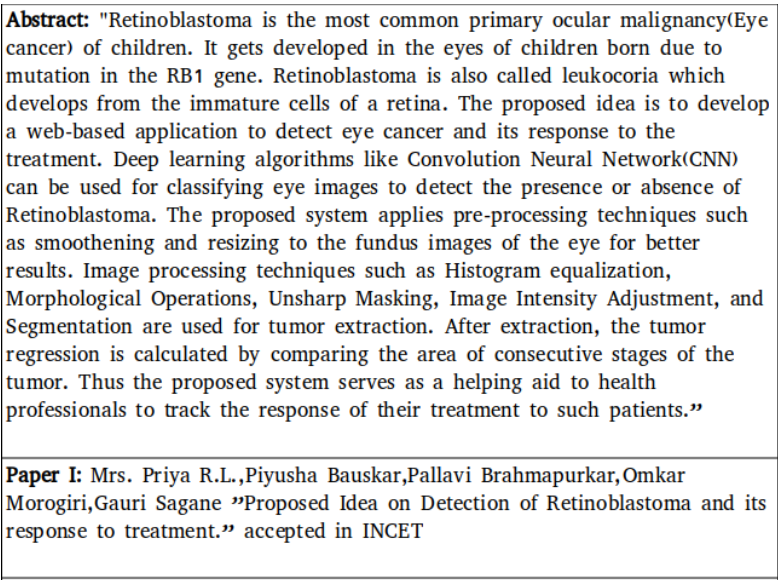 Abstract: "Retinoblastoma is the most common primary ocular malignancy(Eye
cancer) of children. It gets developed in the eyes of children born due to
mutation in the RB1 gene. Retinoblastoma is also called leukocoria which
develops from the immature cells of a retina. The proposed idea is to develop
a web-based application to detect eye cancer and its response to the
treatment. Deep learning algorithms like Convolution Neural Network(CNN)
can be used for classifying eye images to detect the presence or absence of
Retinoblastoma. The proposed system applies pre-processing techniques such
as smoothening and resizing to the fundus images of the eye for better
results. Image processing techniques such as Histogram equalization,
Morphological Operations, Unsharp Masking, Image Intensity Adjustment, and
Segmentation are used for tumor extraction. After extraction, the tumor
regression is calculated by comparing the area of consecutive stages of the
tumor. Thus the proposed system serves as a helping aid to health
professionals to track the response of their treatment to such patients.”
Paper I: Mrs. Priya R.L.,Piyusha Bauskar,Pallavi Brahmapurkar,Omkar
Morogiri,Gauri Sagane ”Proposed Idea on Detection of Retinoblastoma and its
response to treatment.” accepted in INCET